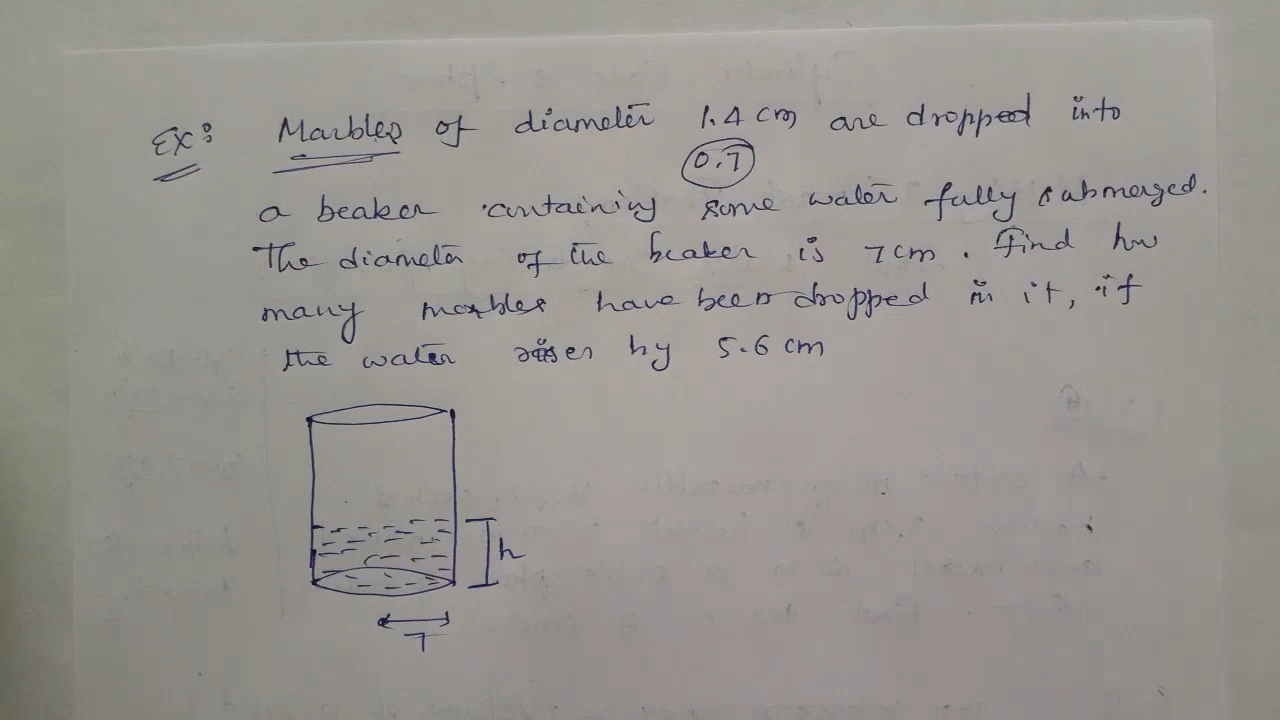 Ex: Marbles of diameter 1.4 cm are dropped into
0.7
a beaker containing some water fully submerged.
The diameter of the beaker is 7 cm. Find how
many marbles have been dropped in it, if
the water rises by 5.6 cm
h
7